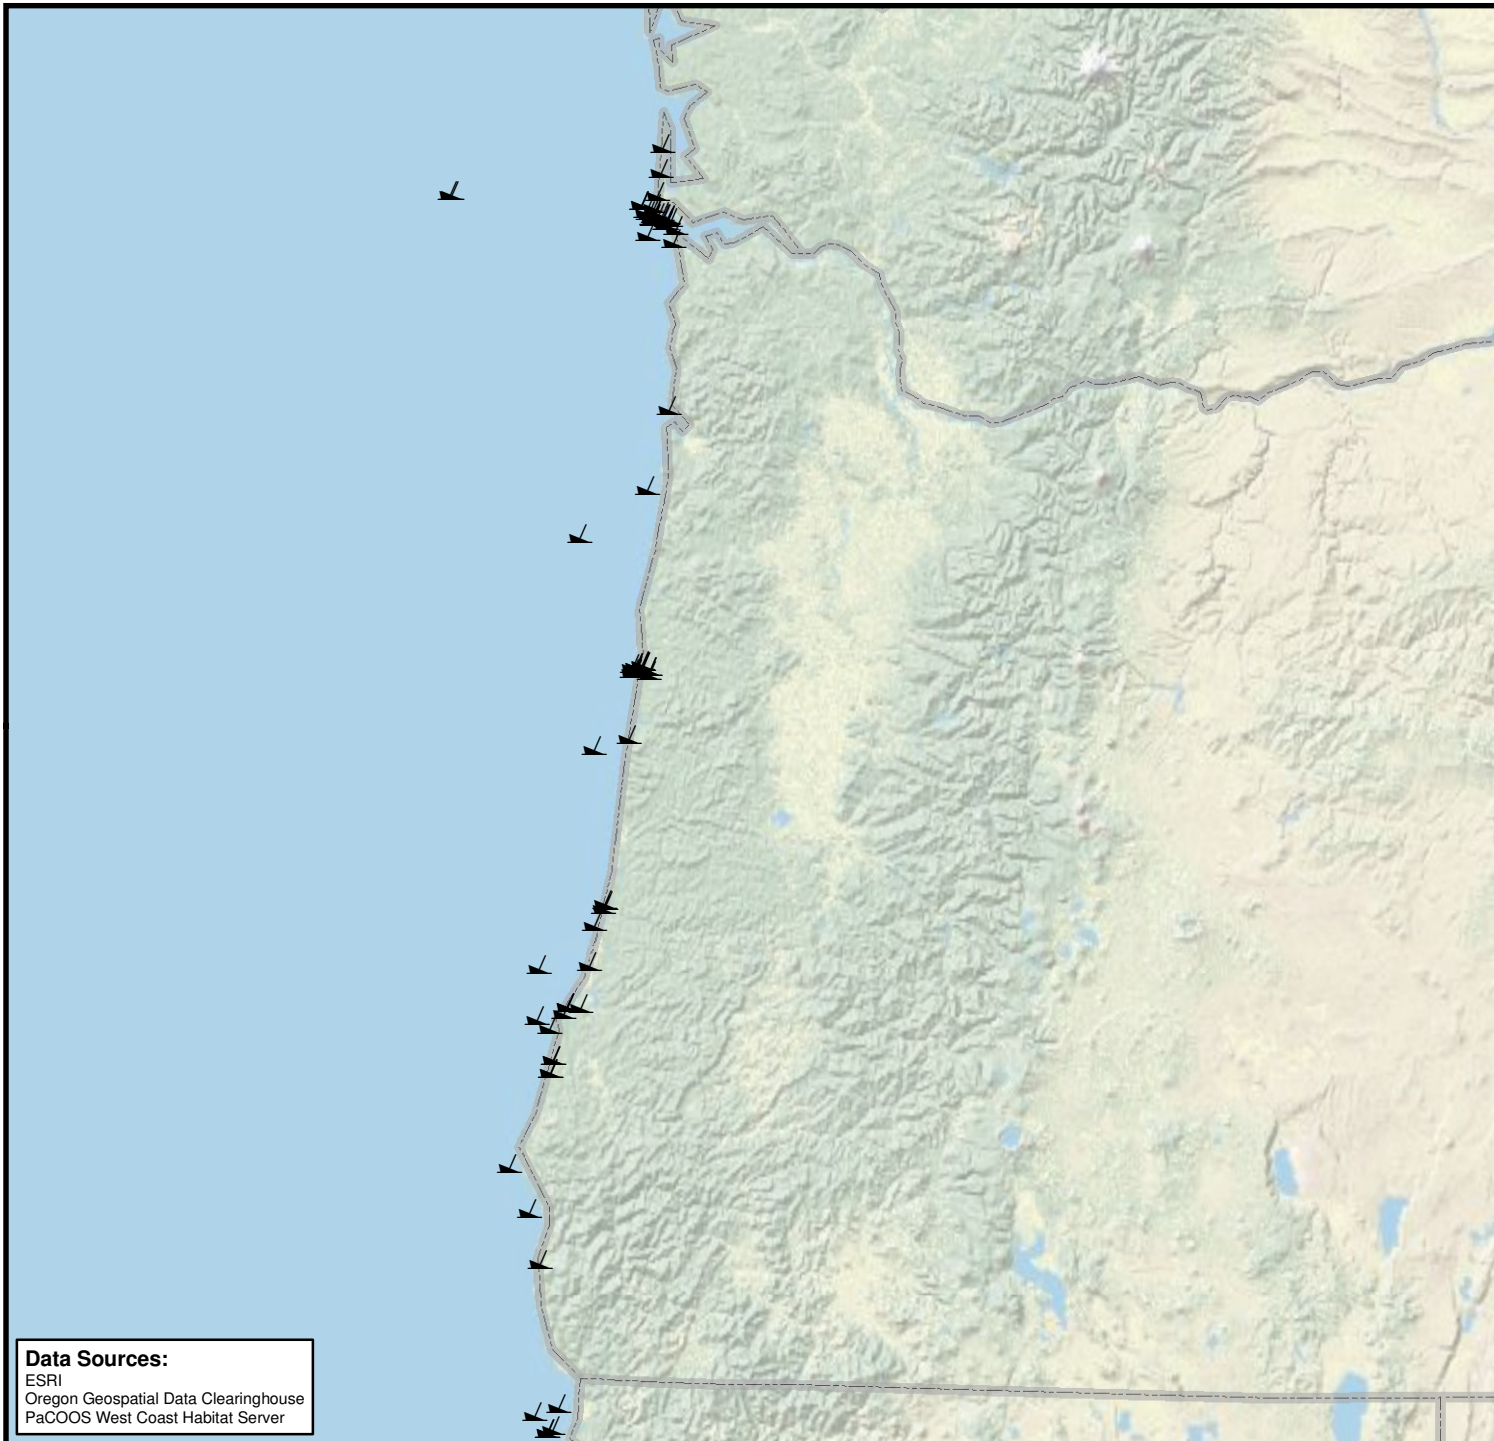 Data Sources:
ESRI
Oregon Geospatial Data Clearinghouse
PaCOOS West Coast Habitat Server